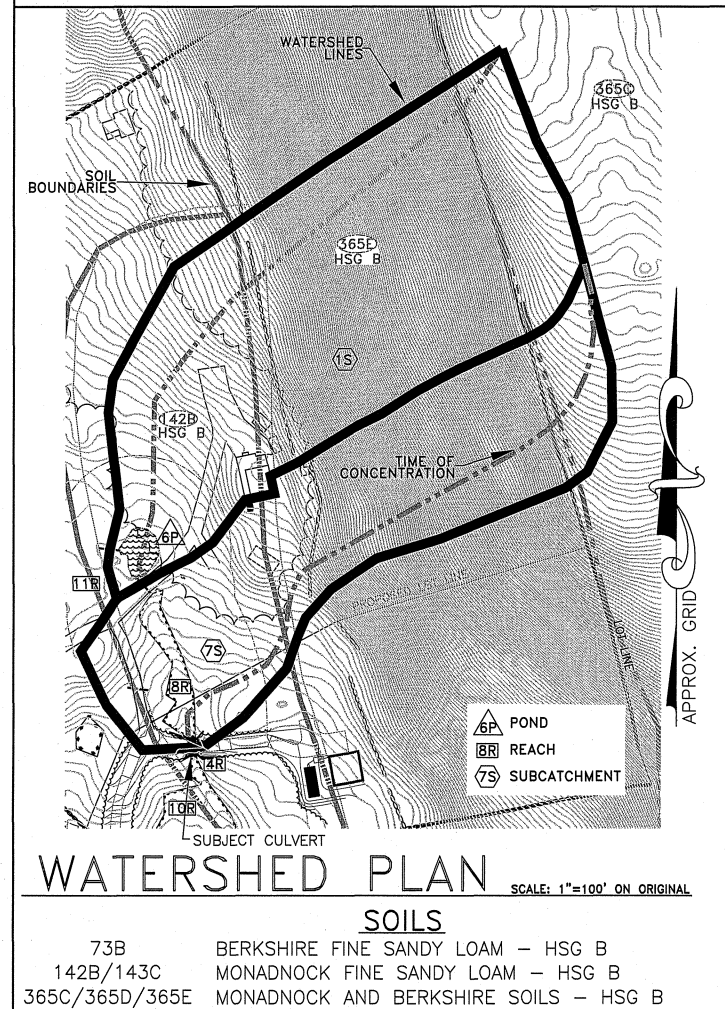 WATERSHED
LINES
365C
HSG B
SOIL
BOUNDARIES
365E
HSG B
1S
142B
HSG B
TIME OF
CONCENTRATION
6P
11R
PROPOSED LSC LINE
LOT LINE
7S
8R
4R
10R
SUBJECT CULVERT
6P POND
8R REACH
7S SUBCATCHMENT
APPROX. GRID
WATERSHED PLAN
SCALE: 1"=100' ON ORIGINAL
SOILS
73B BERKSHIRE FINE SANDY LOAM – HSG B
142B/143C MONADNOCK FINE SANDY LOAM – HSG B
365C/365D/365E MONADNOCK AND BERKSHIRE SOILS – HSG B